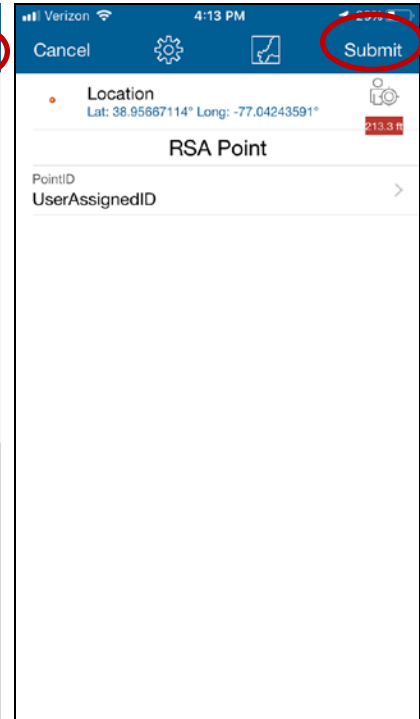 Verizon 4:13 PM
Cancel Submit
Location
Lat: 38.95667114° Long: -77.04243591°
213.3 ft
RSA Point
PointID
UserAssignedID